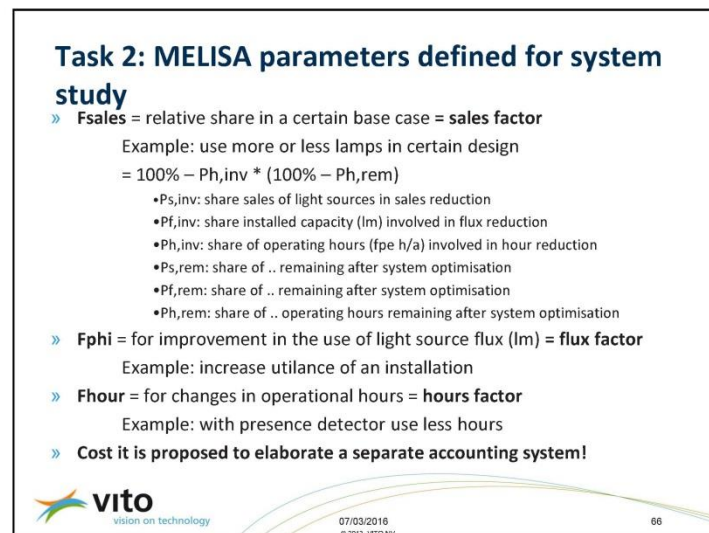 Task 2: MELISA parameters defined for system
study
» Fsales = relative share in a certain base case = sales factor
Example: use more or less lamps in certain design
= 100% – Ph,inv * (100% – Ph,rem)
•Ps,inv: share sales of light sources in sales reduction
•Pf,inv: share installed capacity (lm) involved in flux reduction
•Ph,inv: share of operating hours (fpe h/a) involved in hour reduction
•Ps,rem: share of .. remaining after system optimisation
•Pf,rem: share of .. remaining after system optimisation
•Ph,rem: share of .. operating hours remaining after system optimisation
» Fphi = for improvement in the use of light source flux (lm) = flux factor
Example: increase utilance of an installation
» Fhour = for changes in operational hours = hours factor
Example: with presence detector use less hours
» Cost it is proposed to elaborate a separate accounting system!
vito
vision on technology
07/03/2016
66